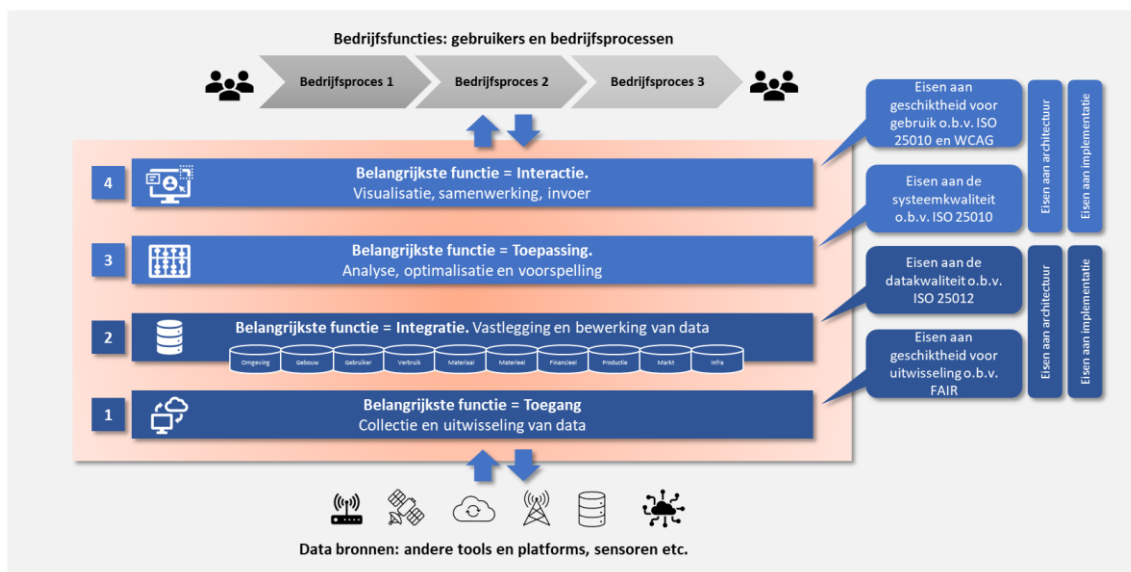 Bedrijfsfuncties: gebruikers en bedrijfsprocessen
Bedrijfsproces 1
Bedrijfsproces 2
Bedrijfsproces 3
4
Belangrijkste functie = Interactie.
Visualisatie, samenwerking, invoer
Eisen aan
geschiktheid voor
gebruik o.b.v. ISO
25010 en WCAG
3
Belangrijkste functie = Toepassing.
Analyse, optimalisatie en voorspelling
Eisen aan de
systeemkwaliteit
o.b.v. ISO 25010
Eisen aan architectuur
Eisen aan implementatie
2
Belangrijkste functie = Integratie. Vastlegging en bewerking van data
Omgeving
Gebouw
Gebruiker
Verbruik
Materiaal
Materieel
Financieel
Productie
Markt
Infra
Eisen aan de
datakwaliteit o.b.v.
ISO 25012
1
Belangrijkste functie = Toegang
Collectie en uitwisseling van data
Eisen aan
geschiktheid voor
uitwisseling o.b.v.
FAIR
Eisen aan architectuur
Eisen aan implementatie
Data bronnen: andere tools en platforms, sensoren etc.